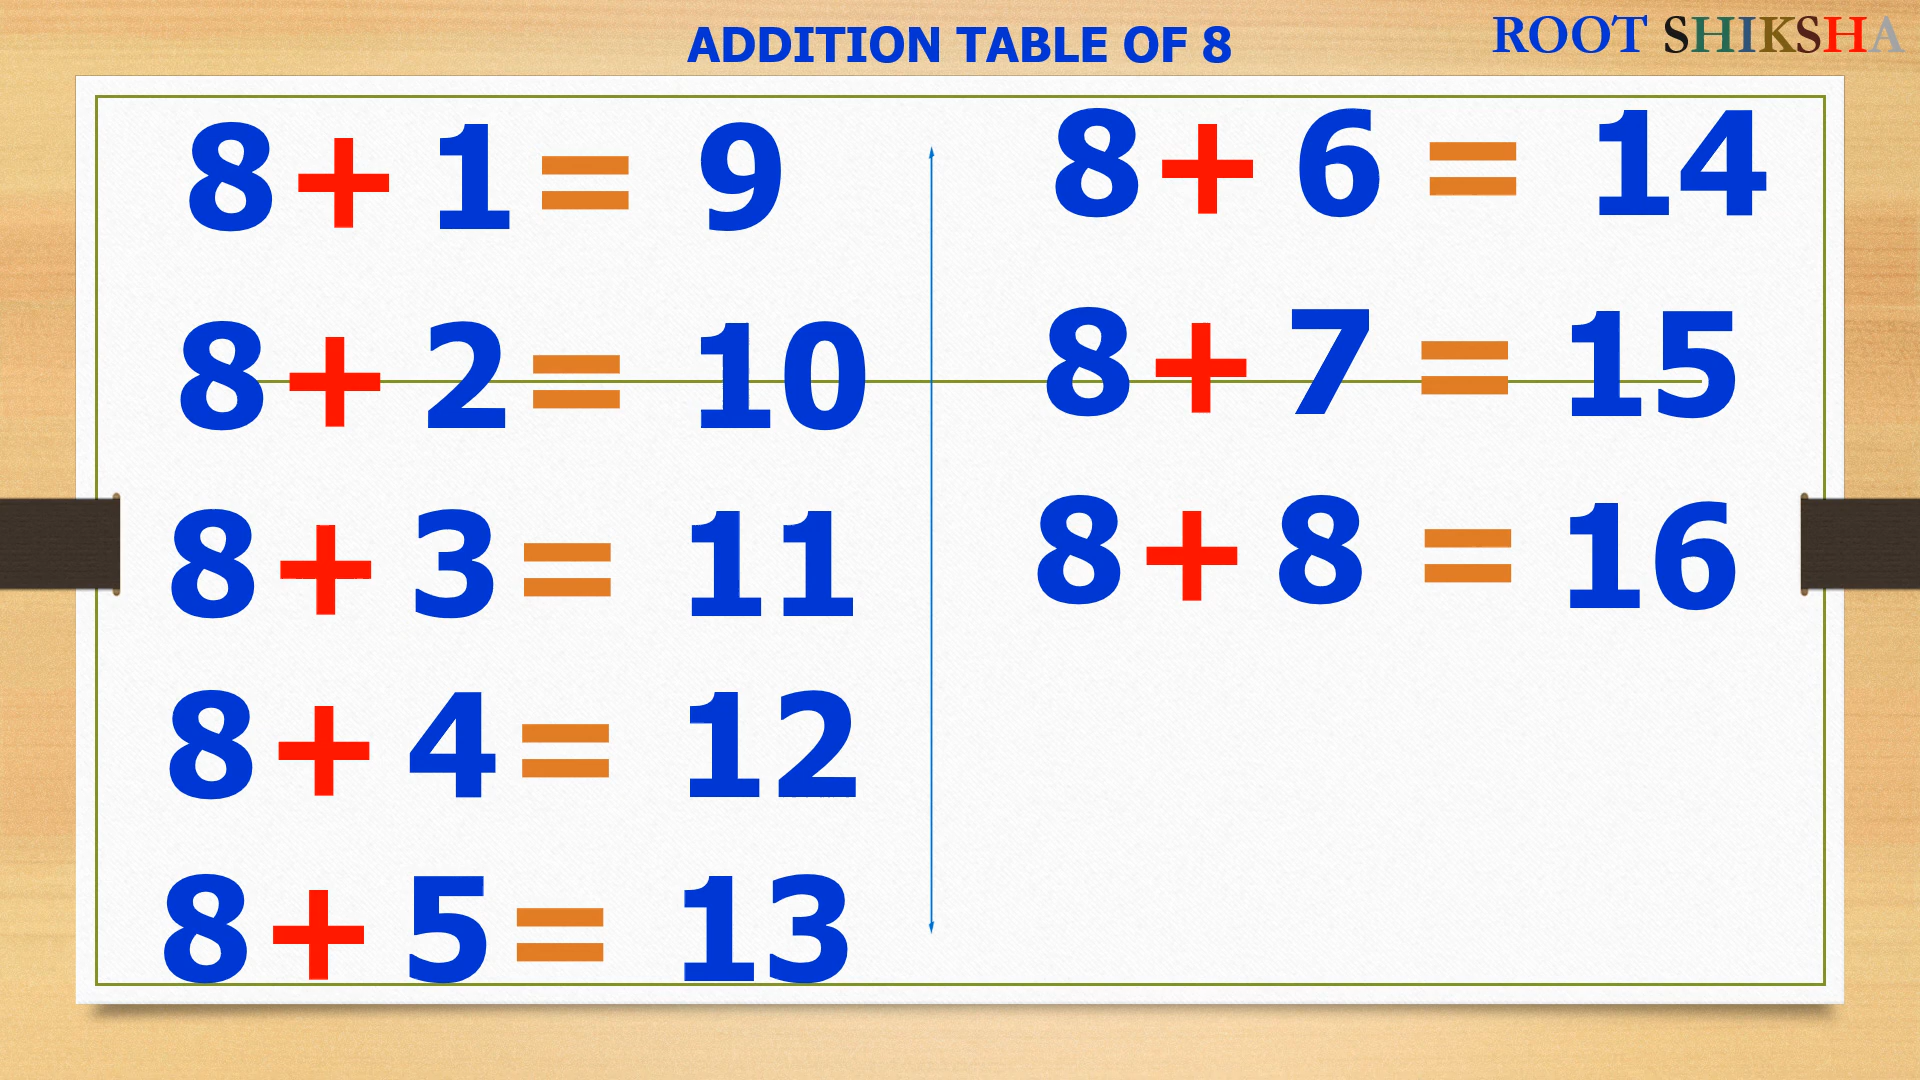 ADDITION TABLE OF 8
ROOT SHIKSHA
8 + 1 = 9
8 + 2 = 10
8 + 3 = 11
8 + 4 = 12
8 + 5 = 13
8 + 6 = 14
8 + 7 = 15
8 + 8 = 16